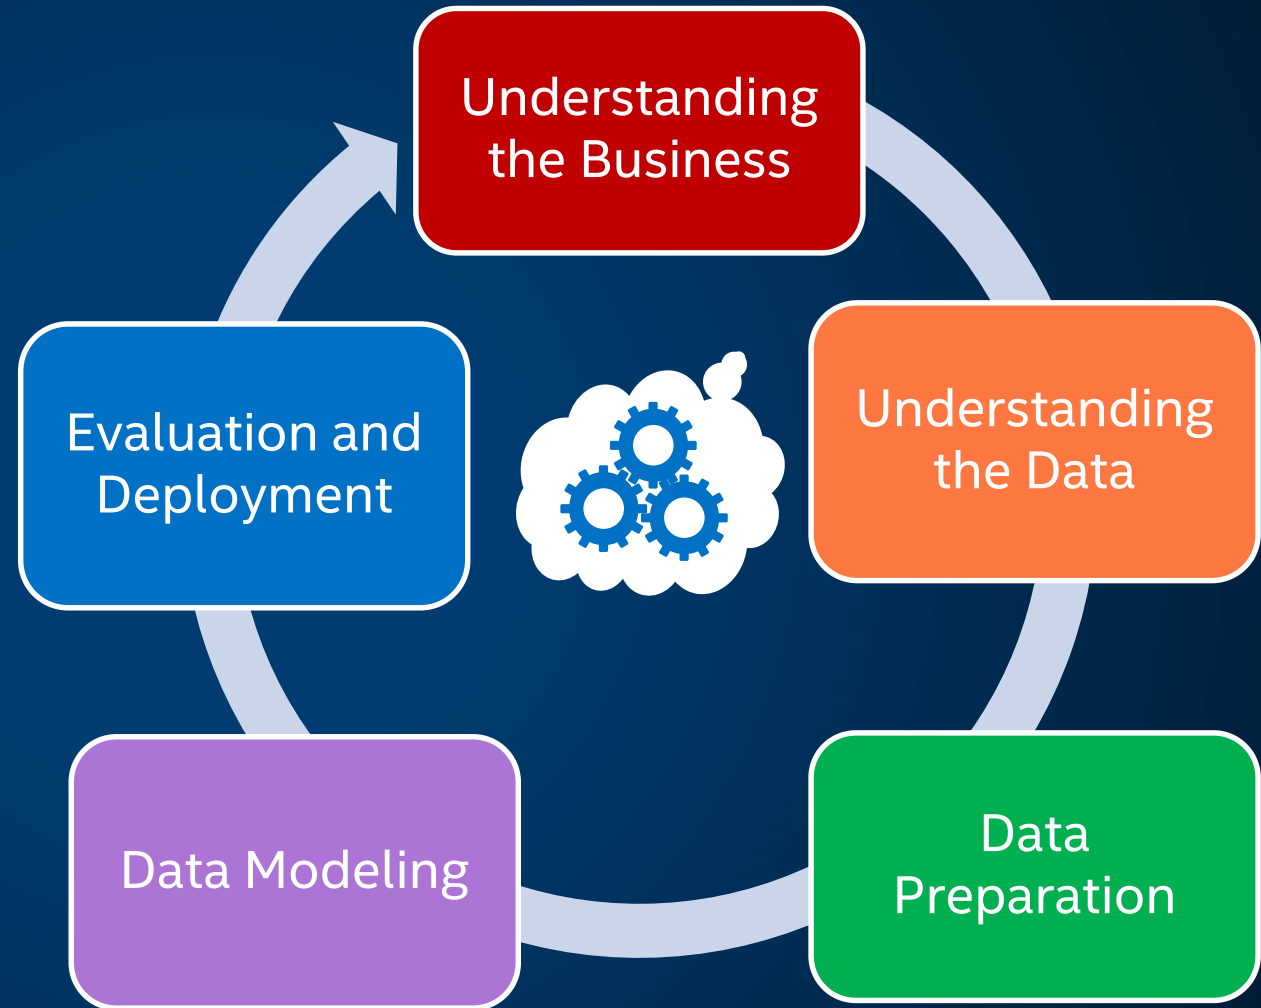 Understanding
the Business
Understanding
the Data
Data
Preparation
Data Modeling
Evaluation and
Deployment